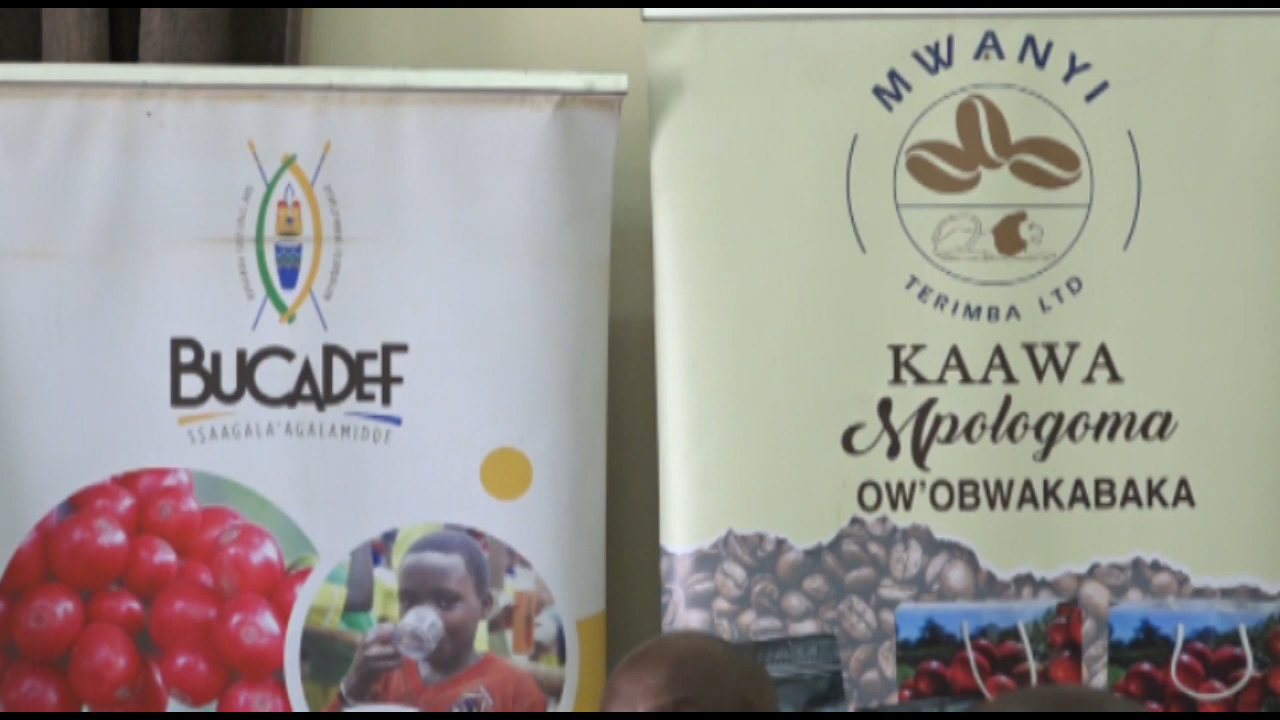 BUCADEF
SSAAGALA'AGALAMIDDE
MWANYI
TERIMBA LTD
KAAWA
Mpologoma
OW'OBWAKABAKA